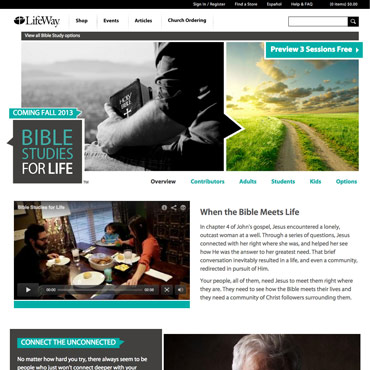 Sign in / Register Find a Store Español Help & FAQ (0 items) $0.00
LifeWay Shop Events Articles Church Ordering
View all Bible Study options
Preview 3 Sessions Free
HOLY BIBLE
COMING FALL 2013
BIBLE
STUDIES
FOR LIFE™
Overview Contributors Adults Students Kids Options
Bible Studies for Life
When the Bible Meets Life
In chapter 4 of John's gospel, Jesus encountered a lonely,
outcast woman at a well. Through a series of questions, Jesus
connected with her right where she was, and helped her see
how He was the answer to her greatest need. That brief
conversation inevitably resulted in a life, and even a community,
redirected in pursuit of Him.
Your people, all of them, need Jesus to meet them right where
they are. They need to see how the Bible meets their lives and
they need a community of Christ followers surrounding them.
00:00 00:00
CONNECT THE UNCONNECTED
No matter how hard you try, there always seem to be
people who just won't connect deeper with your